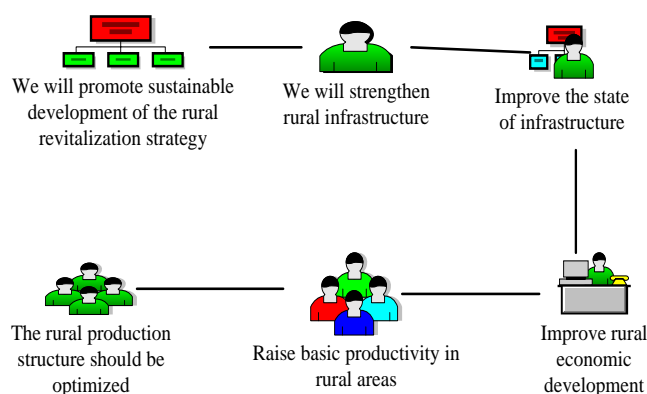 We will promote sustainable
development of the rural
revitalization strategy
We will strengthen
rural infrastructure
Improve the state
of infrastructure
The rural production
structure should be
optimized
Raise basic productivity in
rural areas
Improve rural
economic
development